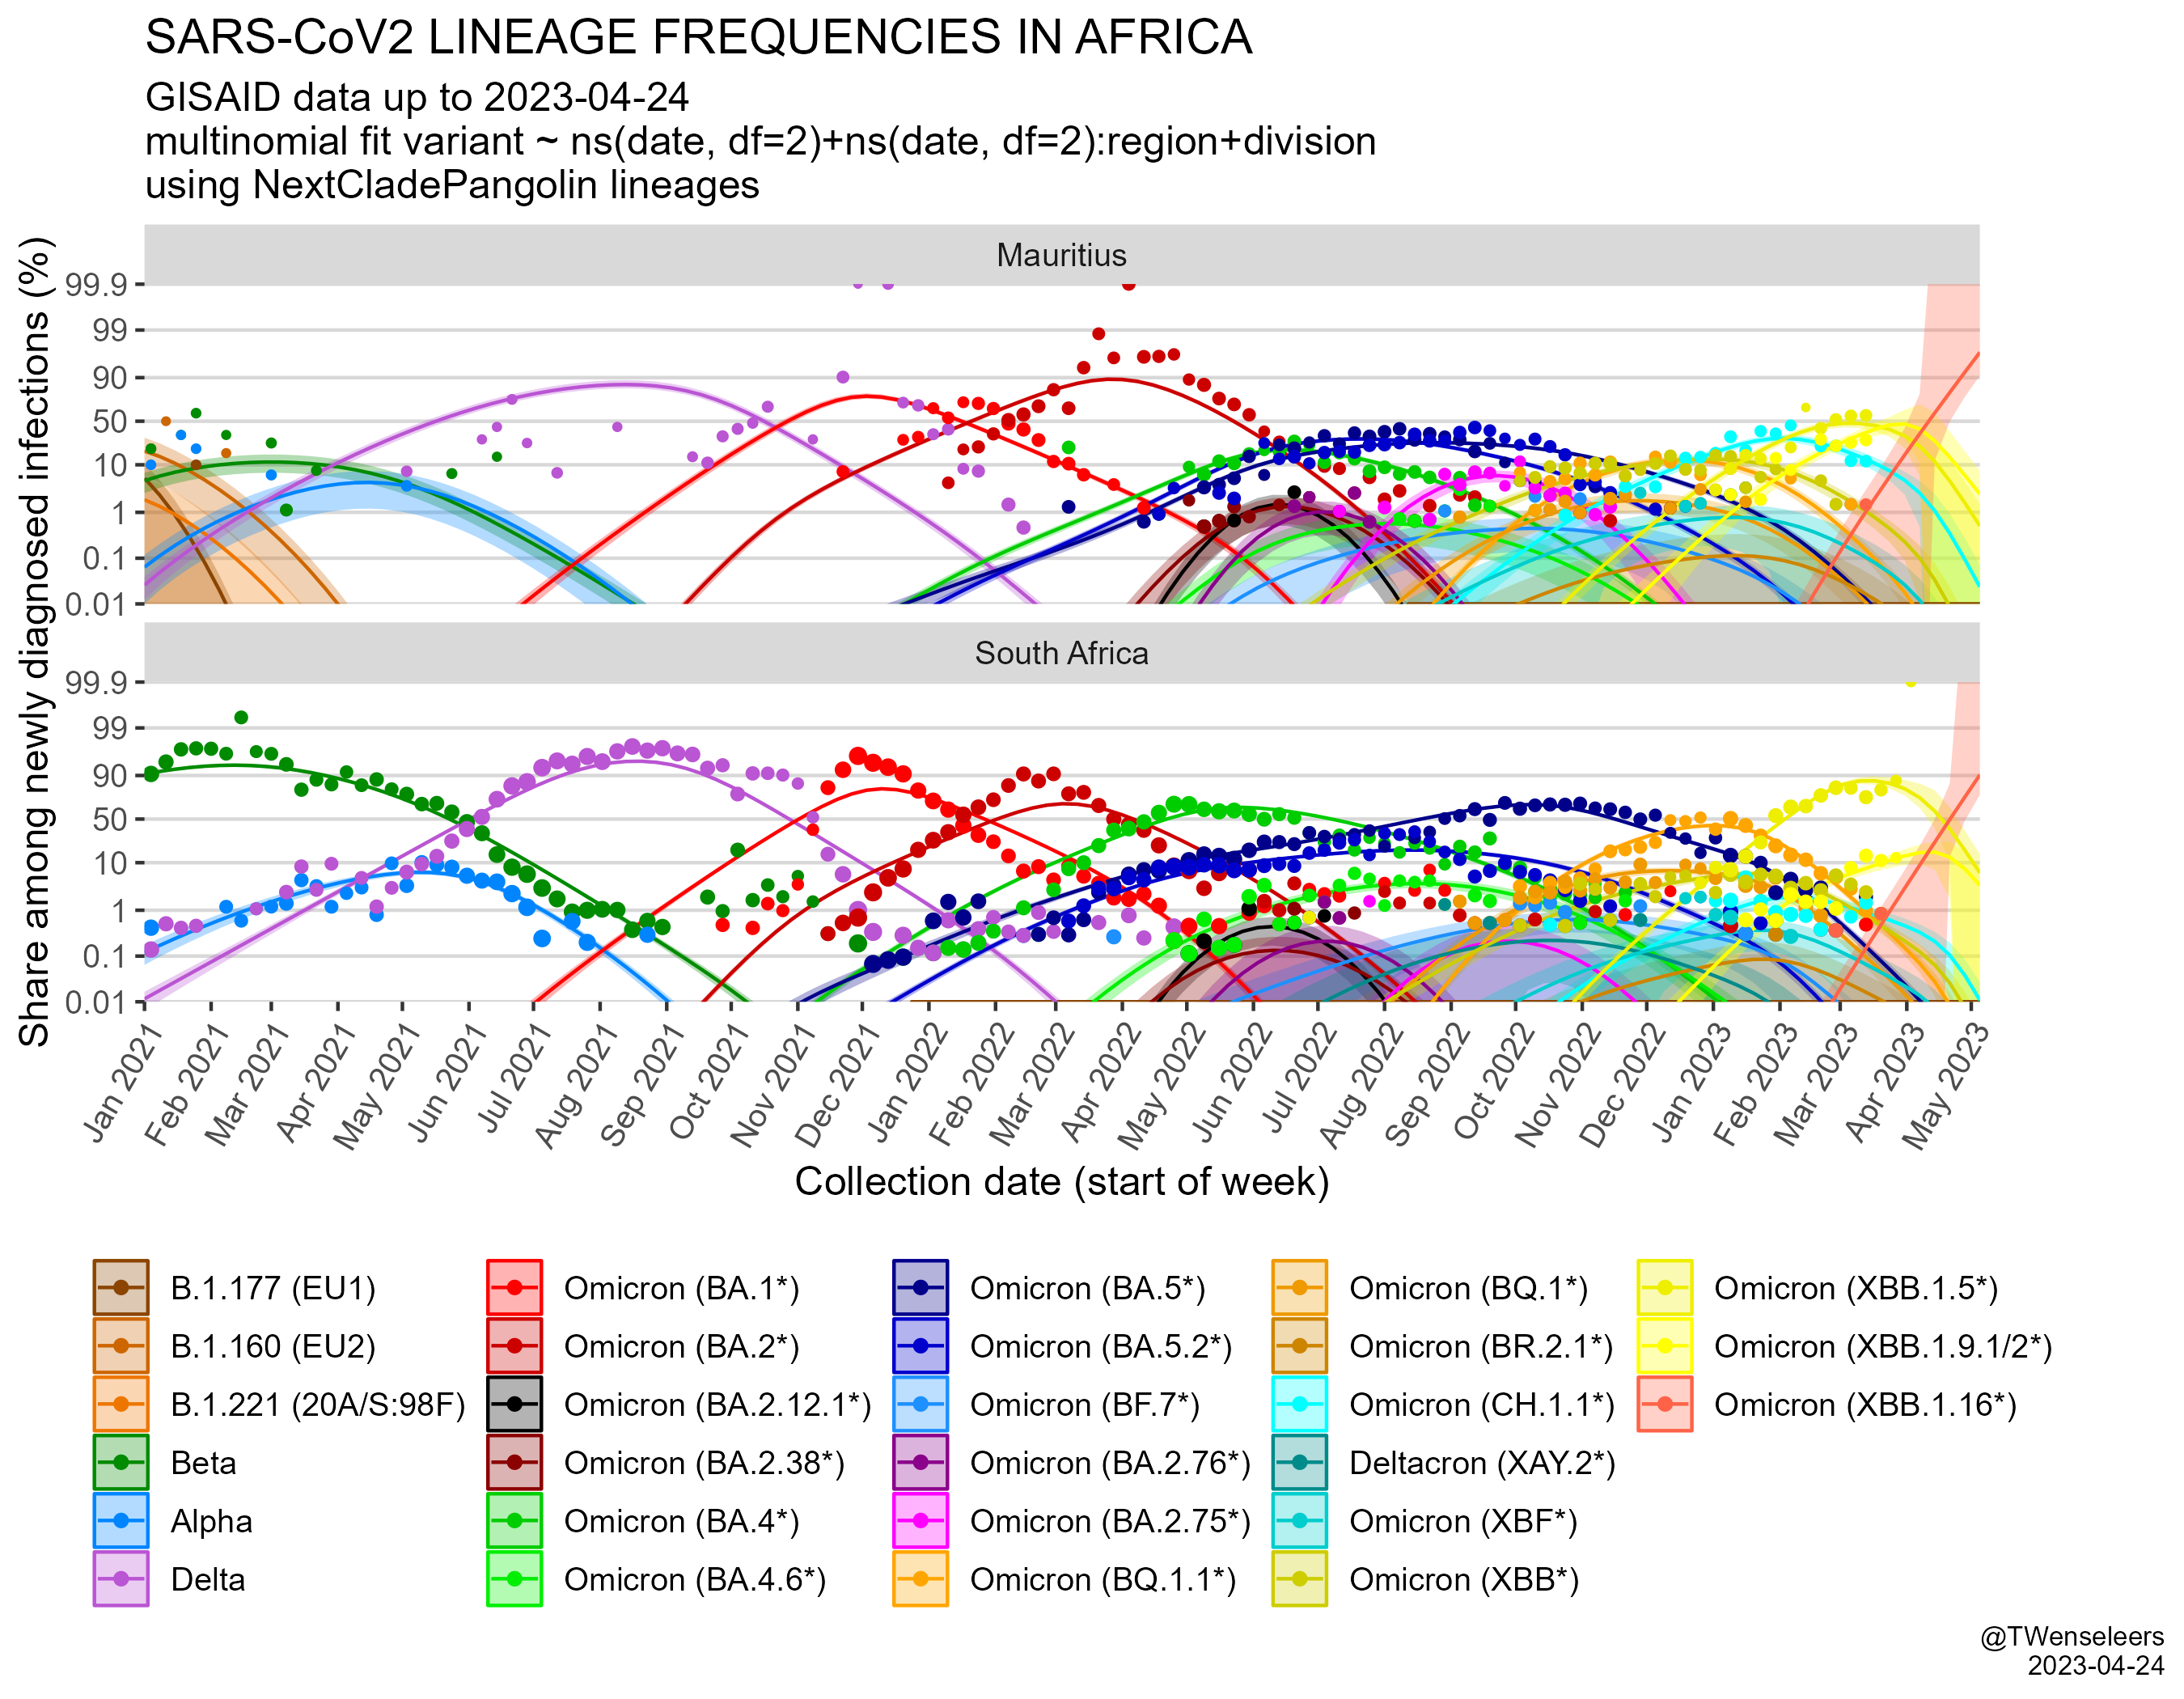 SARS-CoV2 LINEAGE FREQUENCIES IN AFRICA
GISAID data up to 2023-04-24
multinomial fit variant ~ ns(date, df=2)+ns(date, df=2):region+division
using NextCladePangolin lineages
Share among newly diagnosed infections (%)
Mauritius
99.9
99
90
50
10
1
0.1
0.01
South Africa
99.9
99
90
50
10
1
0.1
0.01
Jan 2021
Feb 2021
Mar 2021
Apr 2021
May 2021
Jun 2021
Jul 2021
Aug 2021
Sep 2021
Oct 2021
Nov 2021
Dec 2021
Jan 2022
Feb 2022
Mar 2022
Apr 2022
May 2022
Jun 2022
Jul 2022
Aug 2022
Sep 2022
Oct 2022
Nov 2022
Dec 2022
Jan 2023
Feb 2023
Mar 2023
Apr 2023
May 2023
Collection date (start of week)
B.1.177 (EU1)
B.1.160 (EU2)
B.1.221 (20A/S:98F)
Beta
Alpha
Delta
Omicron (BA.1*)
Omicron (BA.2*)
Omicron (BA.2.12.1*)
Omicron (BA.2.38*)
Omicron (BA.4*)
Omicron (BA.4.6*)
Omicron (BA.5*)
Omicron (BA.5.2*)
Omicron (BF.7*)
Omicron (BA.2.76*)
Omicron (BA.2.75*)
Omicron (BQ.1.1*)
Omicron (BQ.1*)
Omicron (BR.2.1*)
Omicron (CH.1.1*)
Deltacron (XAY.2*)
Omicron (XBF*)
Omicron (XBB*)
Omicron (XBB.1.5*)
Omicron (XBB.1.9.1/2*)
Omicron (XBB.1.16*)
@TWenseleers
2023-04-24